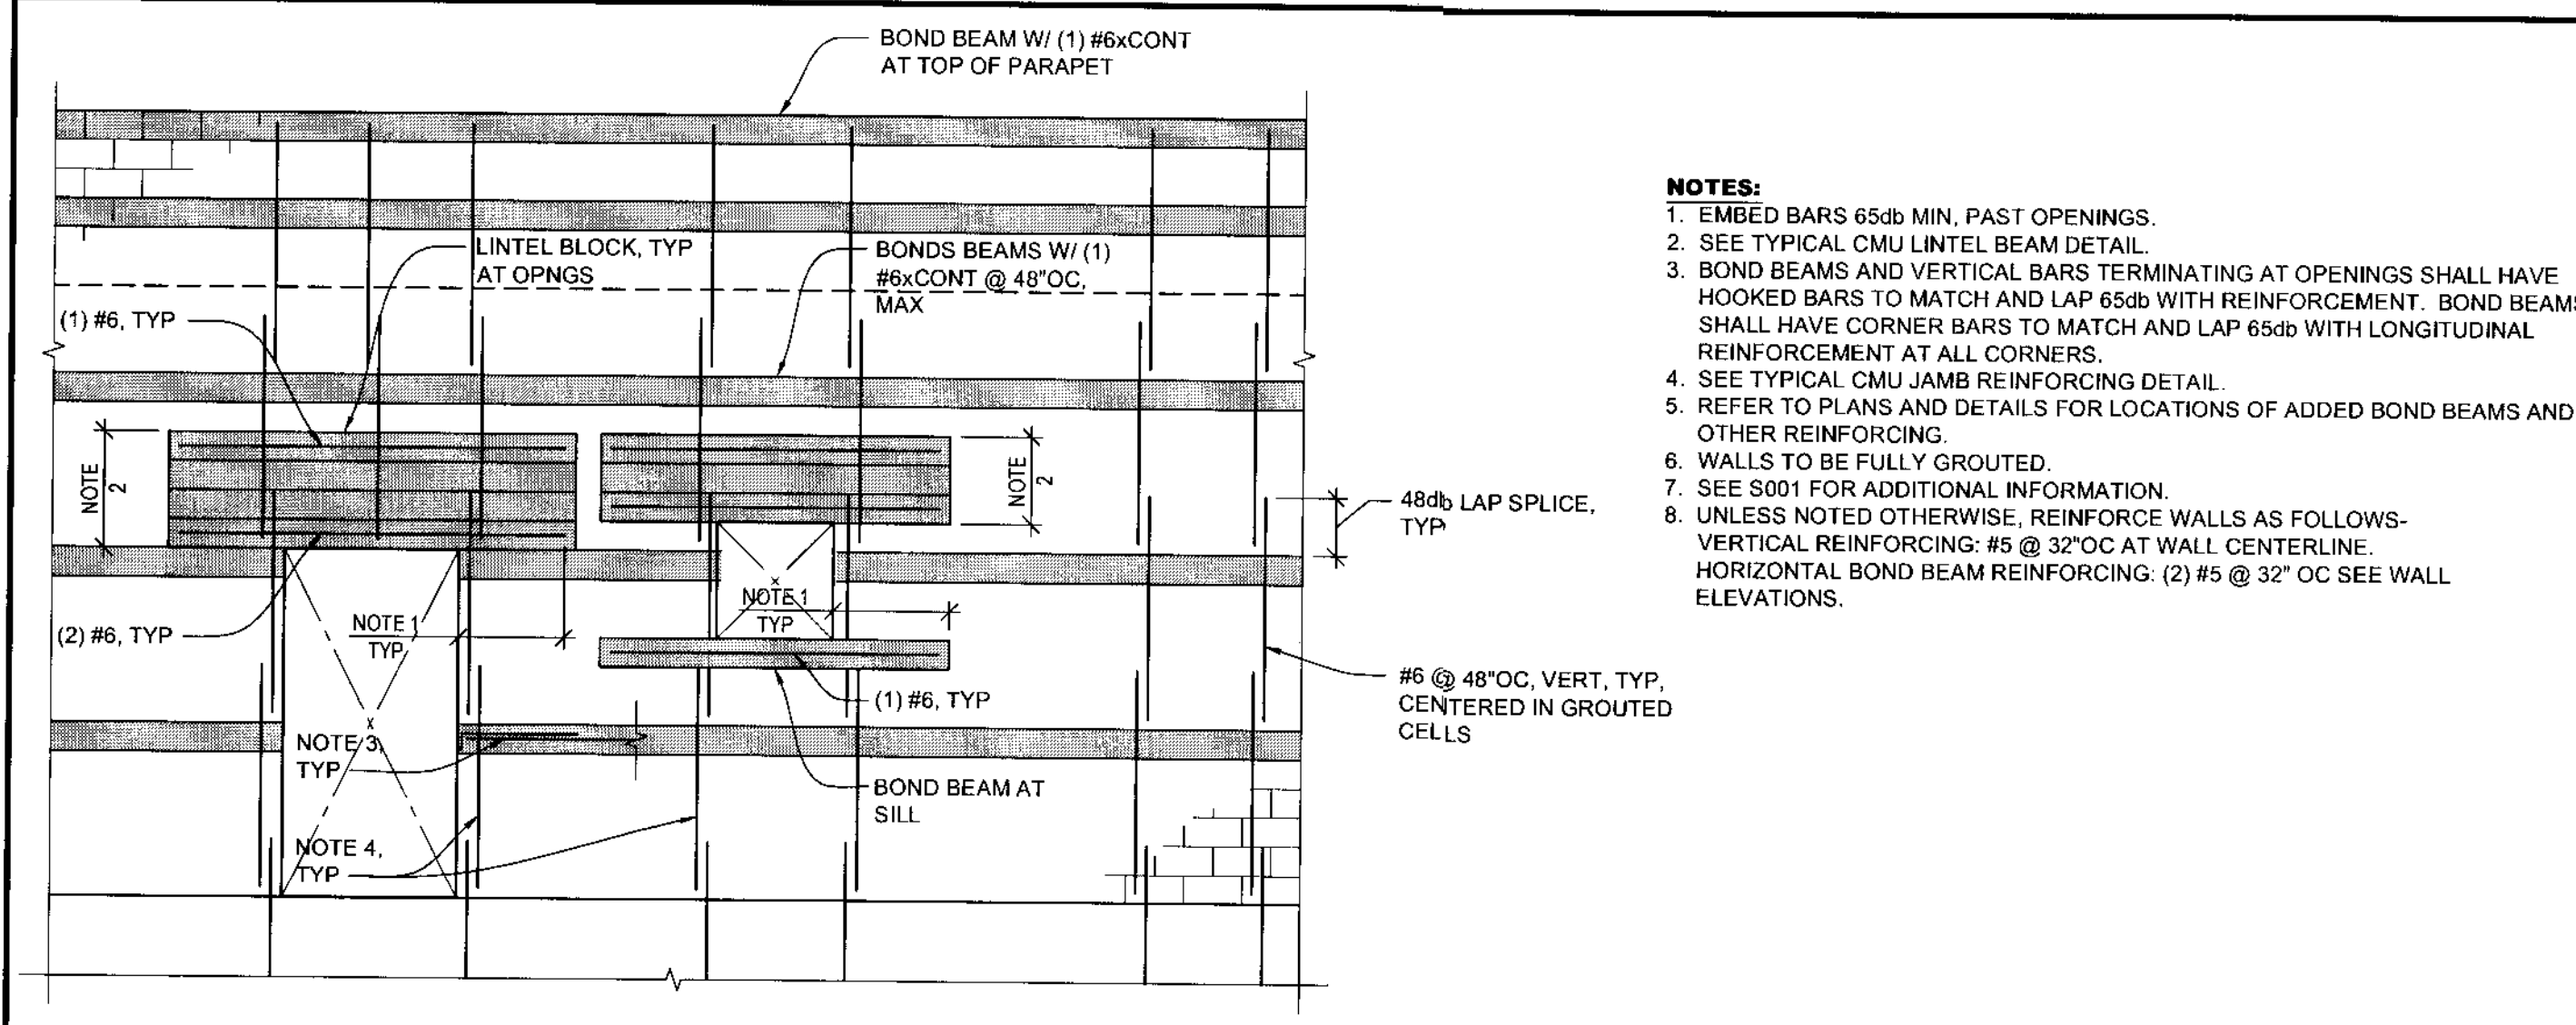 BOND BEAM W/ (1) #6xCONT
AT TOP OF PARAPET
LINTEL BLOCK, TYP
AT OPNGS
BONDS BEAMS W/ (1)
#6xCONT @ 48"OC,
MAX
(1) #6, TYP
NOTE
2
NOTE
2
48db LAP SPLICE,
TYP
NOTE 1
TYP
NOTE 1
TYP
(2) #6, TYP
(1) #6, TYP
#6 @ 48"OC, VERT, TYP,
CENTERED IN GROUTED
CELLS
NOTE 3,
TYP
BOND BEAM AT
SILL
NOTE 4,
TYP
NOTES:
1. EMBED BARS 65db MIN, PAST OPENINGS.
2. SEE TYPICAL CMU LINTEL BEAM DETAIL.
3. BOND BEAMS AND VERTICAL BARS TERMINATING AT OPENINGS SHALL HAVE
HOOKED BARS TO MATCH AND LAP 65db WITH REINFORCEMENT. BOND BEAMS
SHALL HAVE CORNER BARS TO MATCH AND LAP 65db WITH LONGITUDINAL
REINFORCEMENT AT ALL CORNERS.
4. SEE TYPICAL CMU JAMB REINFORCING DETAIL.
5. REFER TO PLANS AND DETAILS FOR LOCATIONS OF ADDED BOND BEAMS AND
OTHER REINFORCING.
6. WALLS TO BE FULLY GROUTED.
7. SEE S001 FOR ADDITIONAL INFORMATION.
8. UNLESS NOTED OTHERWISE, REINFORCE WALLS AS FOLLOWS-
VERTICAL REINFORCING: #5 @ 32"OC AT WALL CENTERLINE.
HORIZONTAL BOND BEAM REINFORCING: (2) #5 @ 32" OC SEE WALL
ELEVATIONS.